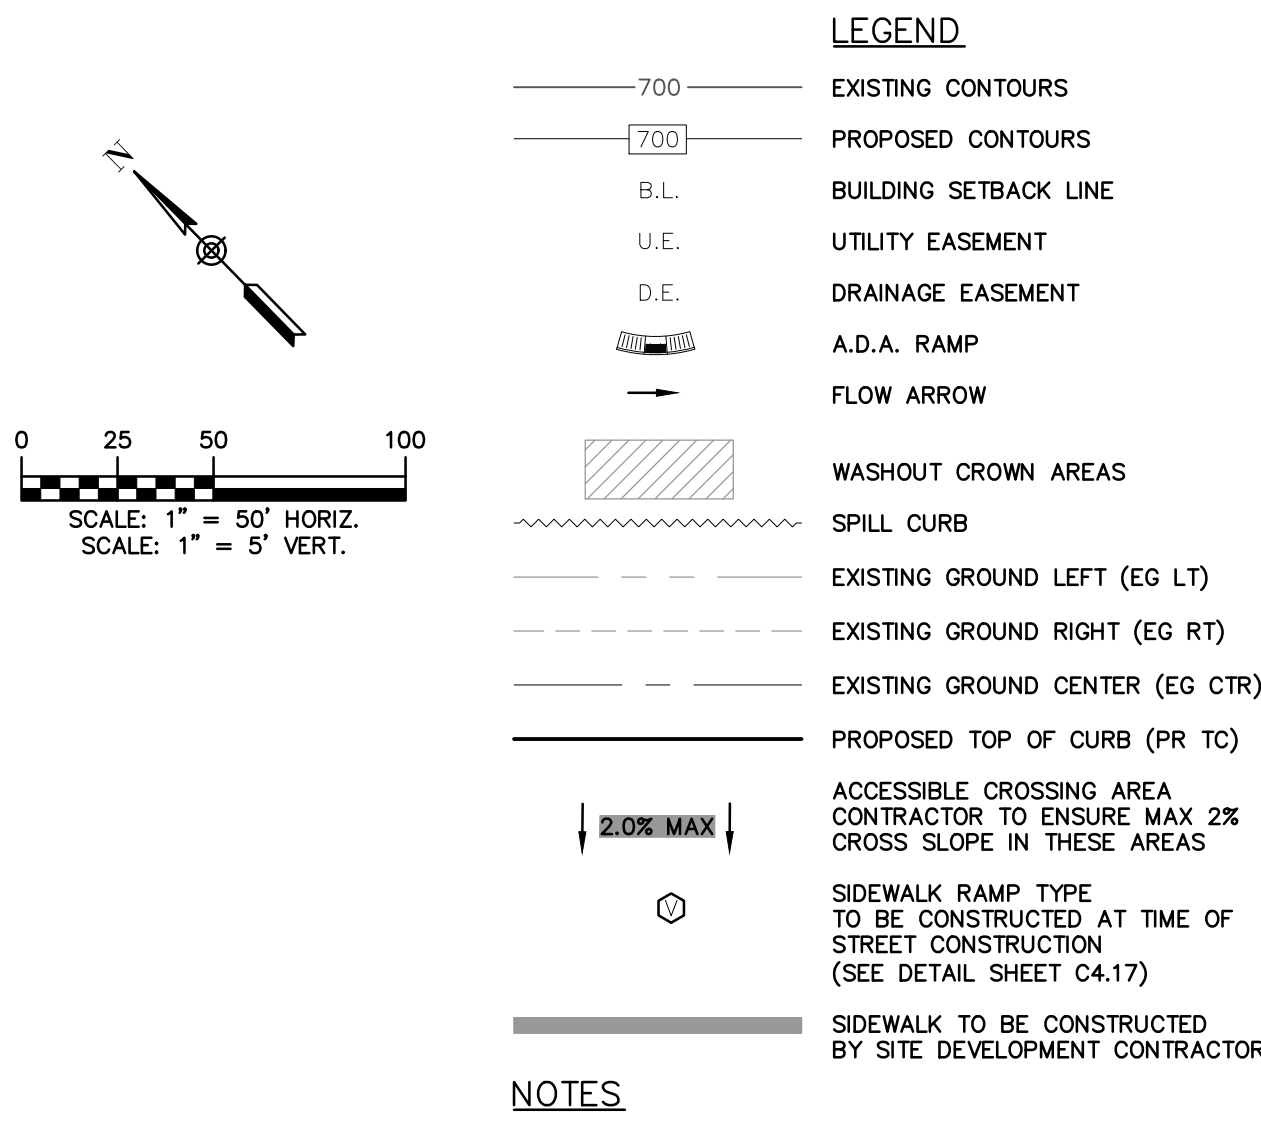 N
0 25 50 100
SCALE: 1" = 50' HORIZ.
SCALE: 1" = 5' VERT.
LEGEND
700 EXISTING CONTOURS
700 PROPOSED CONTOURS
B.L. BUILDING SETBACK LINE
U.E. UTILITY EASEMENT
D.E. DRAINAGE EASEMENT
A.D.A. RAMP
FLOW ARROW
WASHOUT CROWN AREAS
SPILL CURB
EXISTING GROUND LEFT (EG LT)
EXISTING GROUND RIGHT (EG RT)
EXISTING GROUND CENTER (EG CTR)
PROPOSED TOP OF CURB (PR TC)
2.0% MAX
ACCESSIBLE CROSSING AREA
CONTRACTOR TO ENSURE MAX 2%
CROSS SLOPE IN THESE AREAS
V
SIDEWALK RAMP TYPE
TO BE CONSTRUCTED AT TIME OF
STREET CONSTRUCTION
(SEE DETAIL SHEET C4.17)
SIDEWALK TO BE CONSTRUCTED
BY SITE DEVELOPMENT CONTRACTOR
NOTES